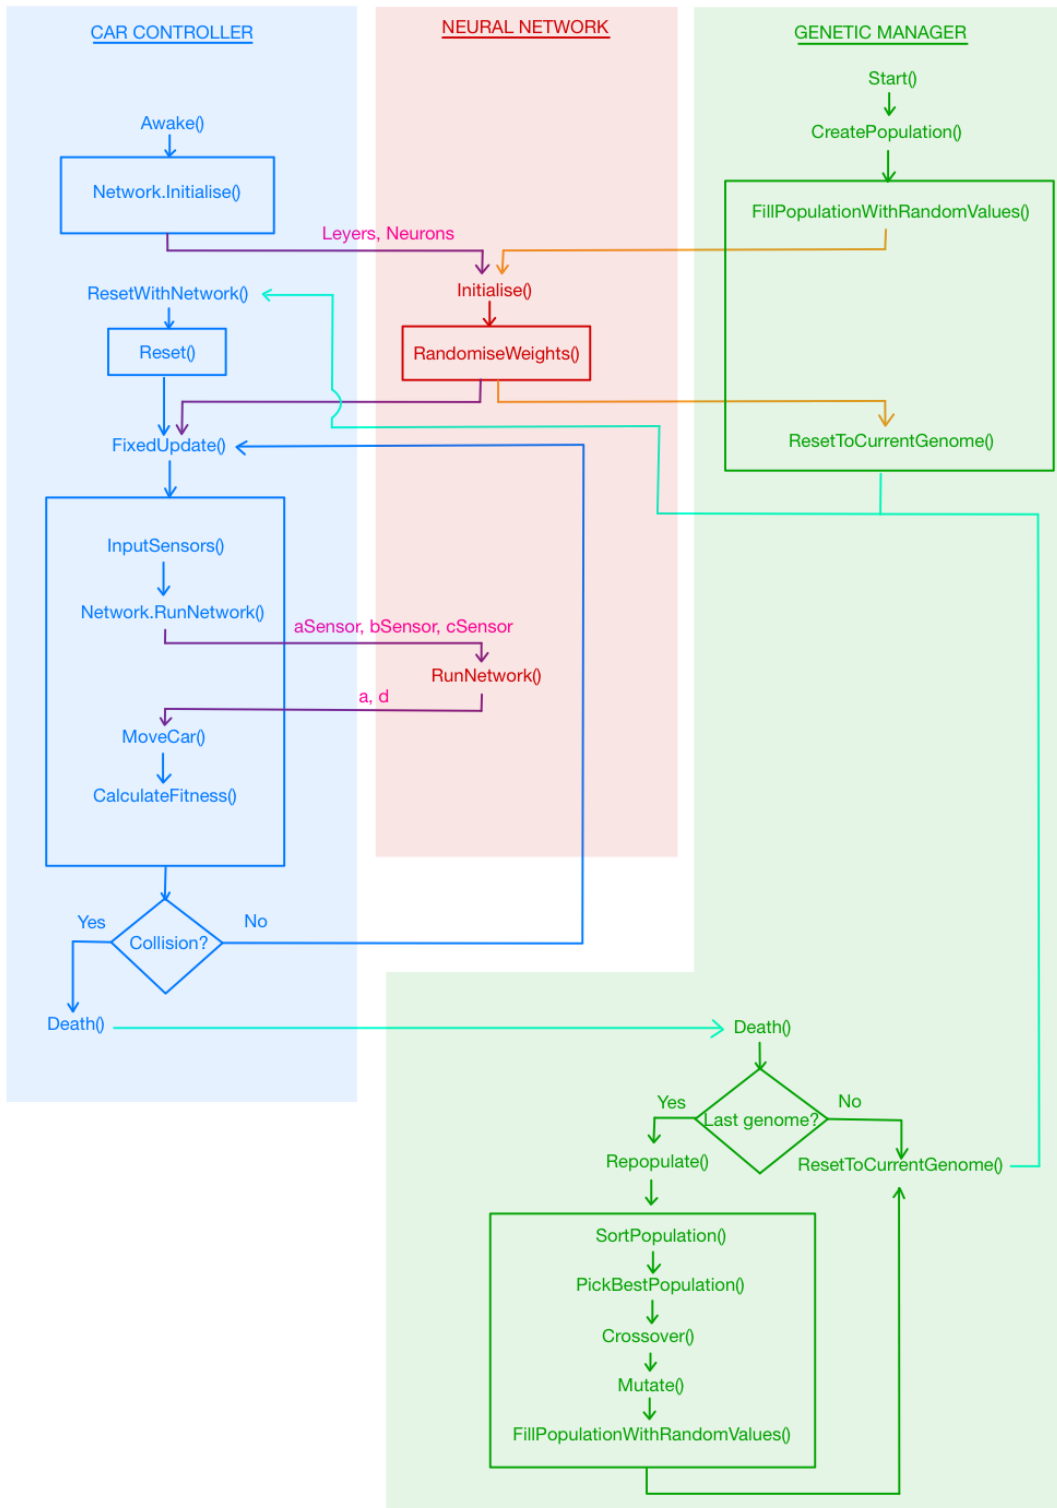 CAR CONTROLLER
NEURAL NETWORK
GENETIC MANAGER
Start()
Awake()
CreatePopulation()
Network.Initialise()
FillPopulationWithRandomValues()
Leyers, Neurons
ResetWithNetwork()
Initialise()
Reset()
RandomiseWeights()
FixedUpdate()
ResetToCurrentGenome()
InputSensors()
Network.RunNetwork()
aSensor, bSensor, cSensor
RunNetwork()
a, d
MoveCar()
CalculateFitness()
Yes
No
Collision?
Death()
Death()
Yes
No
Last genome?
Repopulate()
ResetToCurrentGenome()
SortPopulation()
PickBestPopulation()
Crossover()
Mutate()
FillPopulationWithRandomValues()